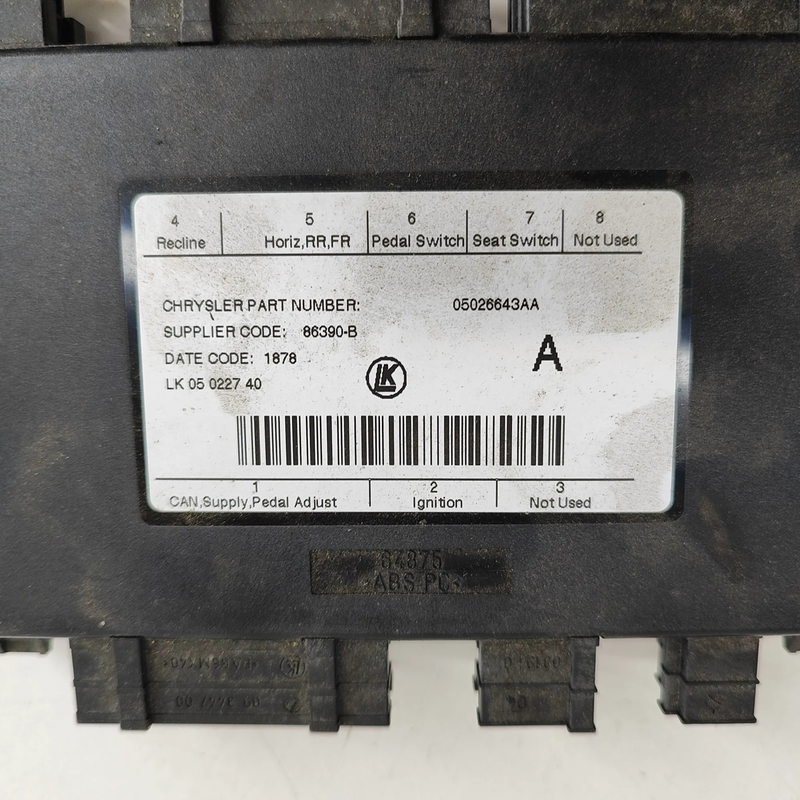 4 5 6 7 8
Recline Horiz,RR,FR Pedal Switch Seat Switch Not Used
CHRYSLER PART NUMBER: 05026643AA
SUPPLIER CODE: 86390-B
DATE CODE: 1878
A
LK 05 0227 40
LK
1 2 3
CAN,Supply,Pedal Adjust Ignition Not Used
64875
ABS PC